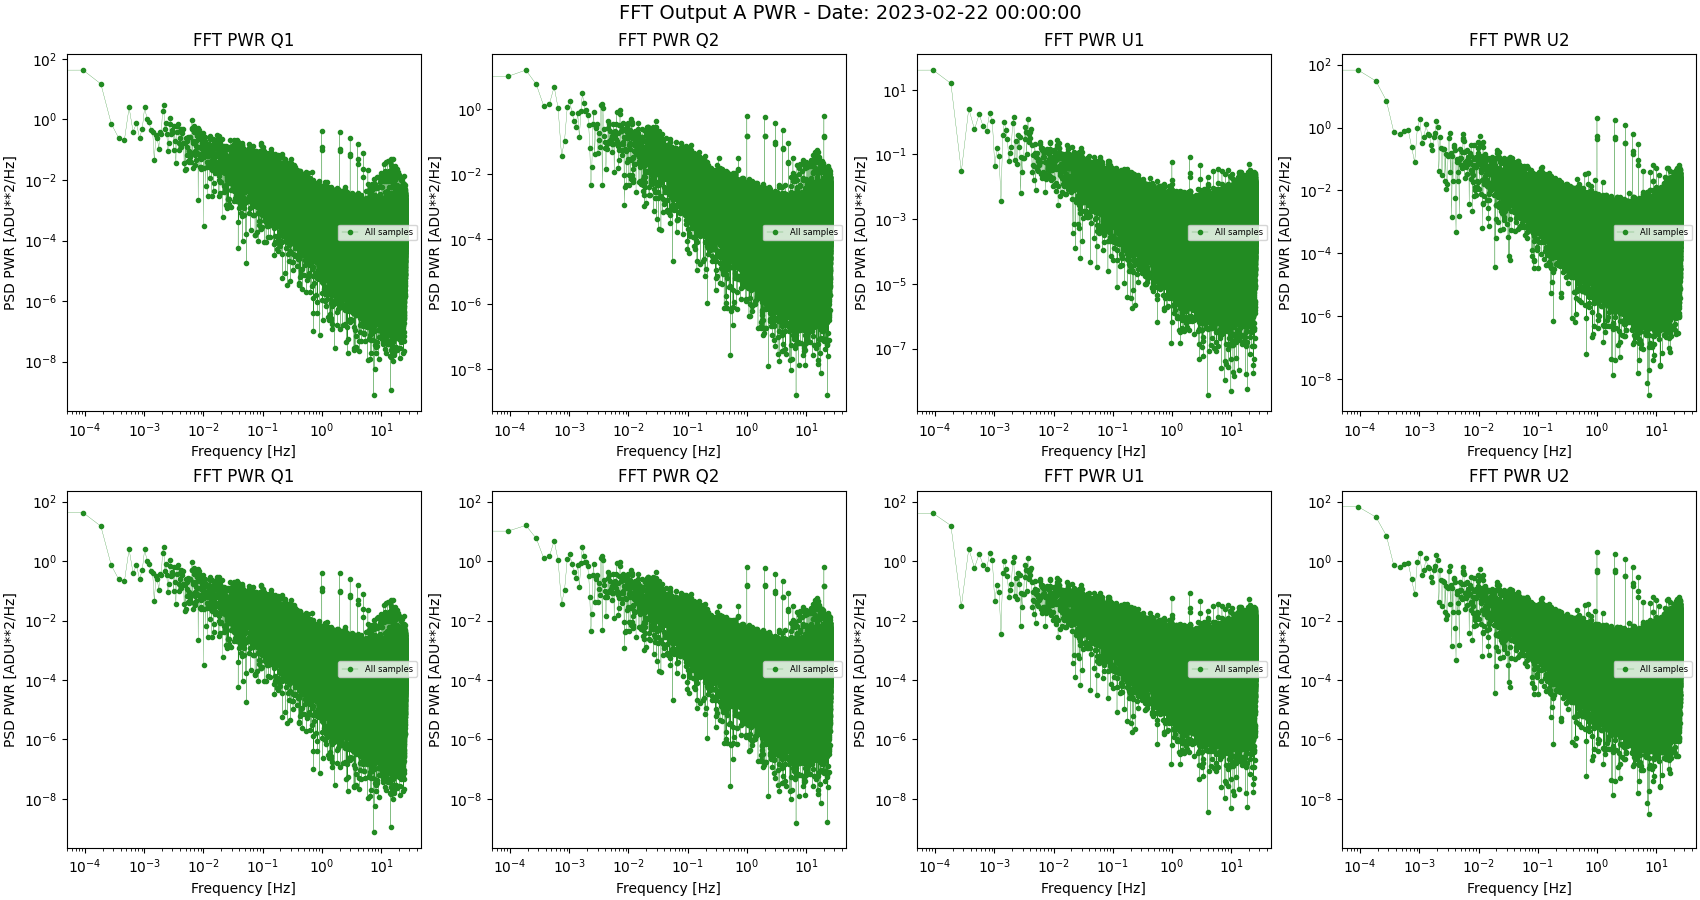 FFT Output A PWR - Date: 2023-02-22 00:00:00
FFT PWR Q1
FFT PWR Q2
FFT PWR U1
FFT PWR U2
PSD PWR [ADU**2/Hz]
10^2
10^0
10^-2
10^-4
10^-6
10^-8
All samples
10^-4 10^-3 10^-2 10^-1 10^0 10^1
Frequency [Hz]
PSD PWR [ADU**2/Hz]
10^0
10^-2
10^-4
10^-6
10^-8
All samples
10^-4 10^-3 10^-2 10^-1 10^0 10^1
Frequency [Hz]
PSD PWR [ADU**2/Hz]
10^1
10^-1
10^-3
10^-5
10^-7
All samples
10^-4 10^-3 10^-2 10^-1 10^0 10^1
Frequency [Hz]
PSD PWR [ADU**2/Hz]
10^2
10^0
10^-2
10^-4
10^-6
10^-8
All samples
10^-4 10^-3 10^-2 10^-1 10^0 10^1
Frequency [Hz]
FFT PWR Q1
FFT PWR Q2
FFT PWR U1
FFT PWR U2
PSD PWR [ADU**2/Hz]
10^2
10^0
10^-2
10^-4
10^-6
10^-8
All samples
10^-4 10^-3 10^-2 10^-1 10^0 10^1
Frequency [Hz]
PSD PWR [ADU**2/Hz]
10^2
10^0
10^-2
10^-4
10^-6
10^-8
All samples
10^-4 10^-3 10^-2 10^-1 10^0 10^1
Frequency [Hz]
PSD PWR [ADU**2/Hz]
10^2
10^0
10^-2
10^-4
10^-6
10^-8
All samples
10^-4 10^-3 10^-2 10^-1 10^0 10^1
Frequency [Hz]
PSD PWR [ADU**2/Hz]
10^2
10^0
10^-2
10^-4
10^-6
10^-8
All samples
10^-4 10^-3 10^-2 10^-1 10^0 10^1
Frequency [Hz]